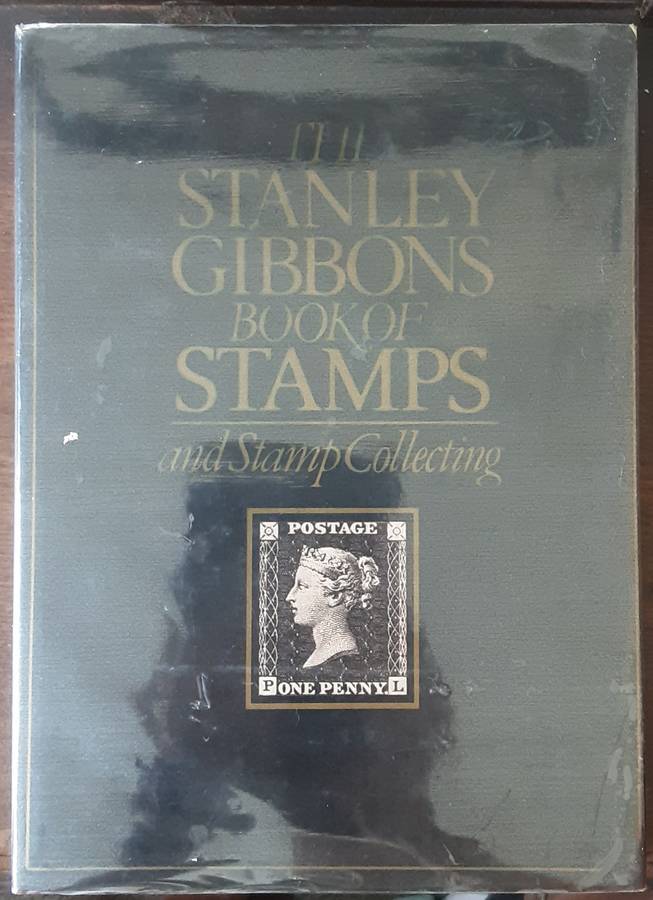 THE
STANLEY
GIBBONS
BOOK OF
STAMPS
and Stamp Collecting
POSTAGE
P ONE PENNY. L